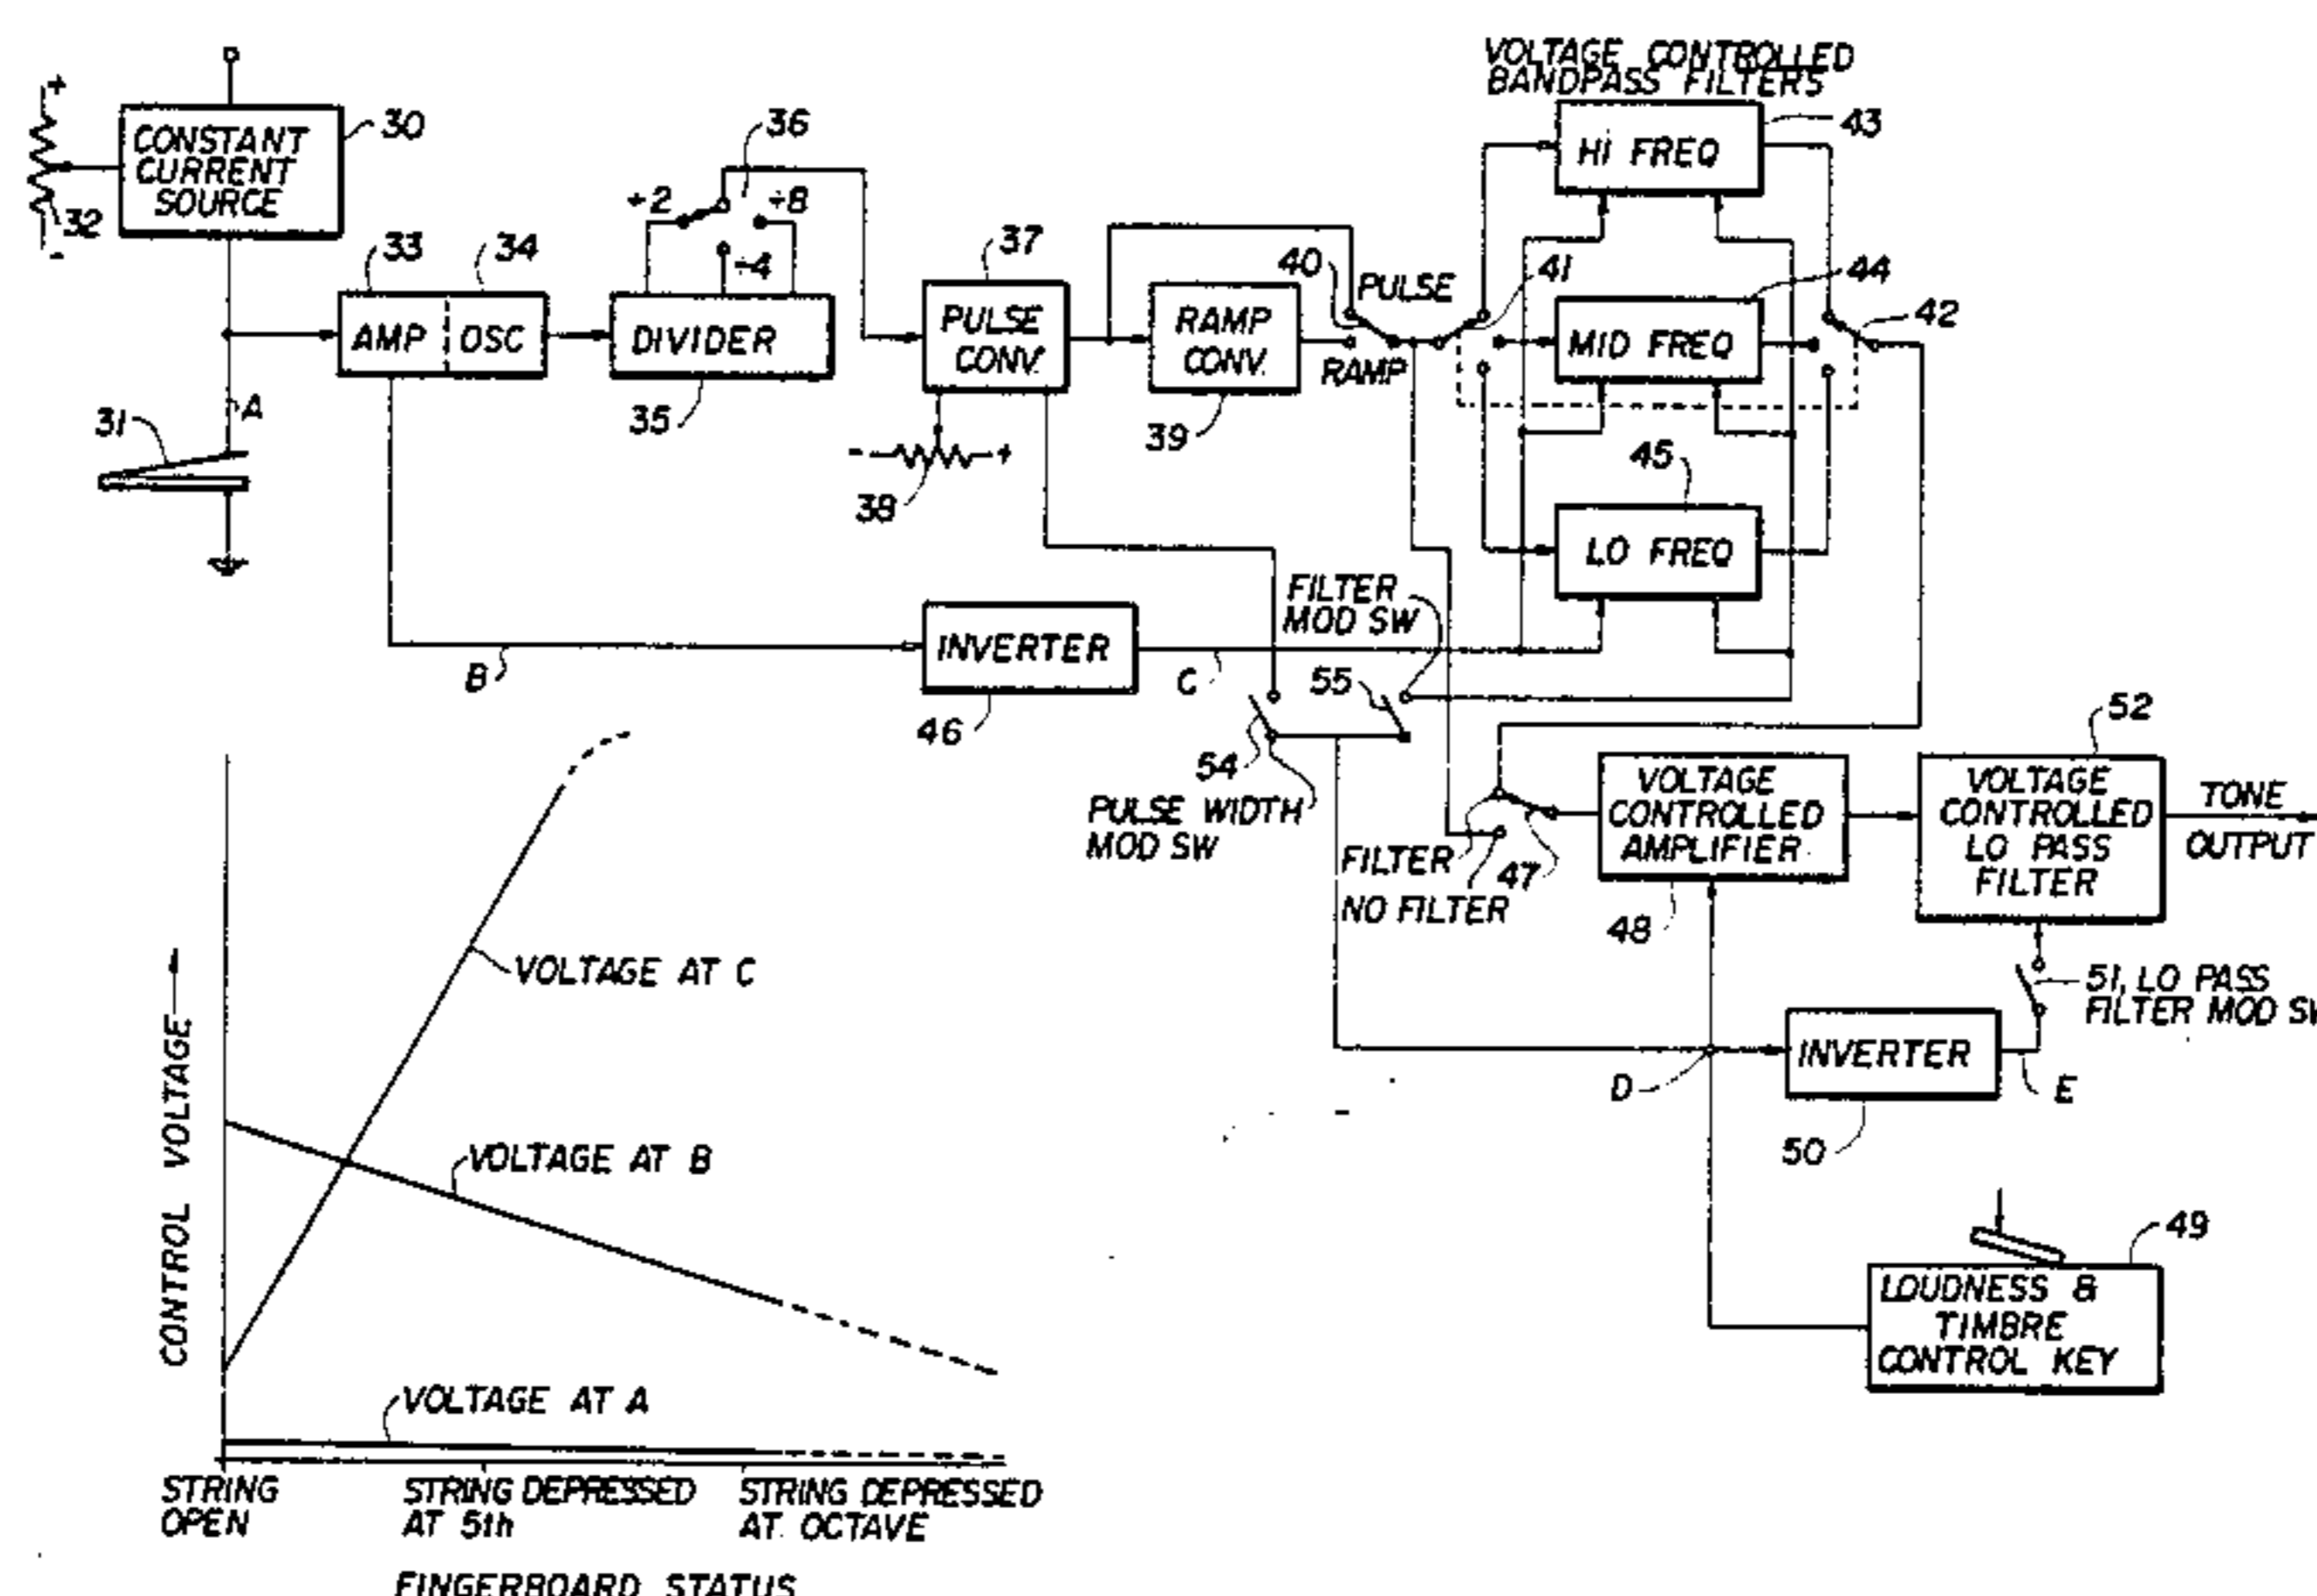 VOLTAGE CONTROLLED
BANDPASS FILTERS
+
CONSTANT
CURRENT
SOURCE
30
32
-
36
+2
+8
-4
33
34
AMP
OSC
DIVIDER
35
A
31
37
PULSE
CONV.
-
+
38
RAMP
CONV.
39
40
PULSE
RAMP
41
HI FREQ
43
44
MID FREQ
42
45
LO FREQ
B
INVERTER
46
C
FILTER
MOD SW
55
54
PULSE WIDTH
MOD SW
FILTER
47
NO FILTER
VOLTAGE
CONTROLLED
AMPLIFIER
48
52
VOLTAGE
CONTROLLED
LO PASS
FILTER
TONE
OUTPUT
51, LO PASS
FILTER MOD SW
D
INVERTER
E
50
49
LOUDNESS &
TIMBRE
CONTROL KEY
CONTROL VOLTAGE
VOLTAGE AT C
VOLTAGE AT B
VOLTAGE AT A
STRING
OPEN
STRING DEPRESSED
AT 5th
STRING DEPRESSED
AT OCTAVE
FINGERBOARD STATUS